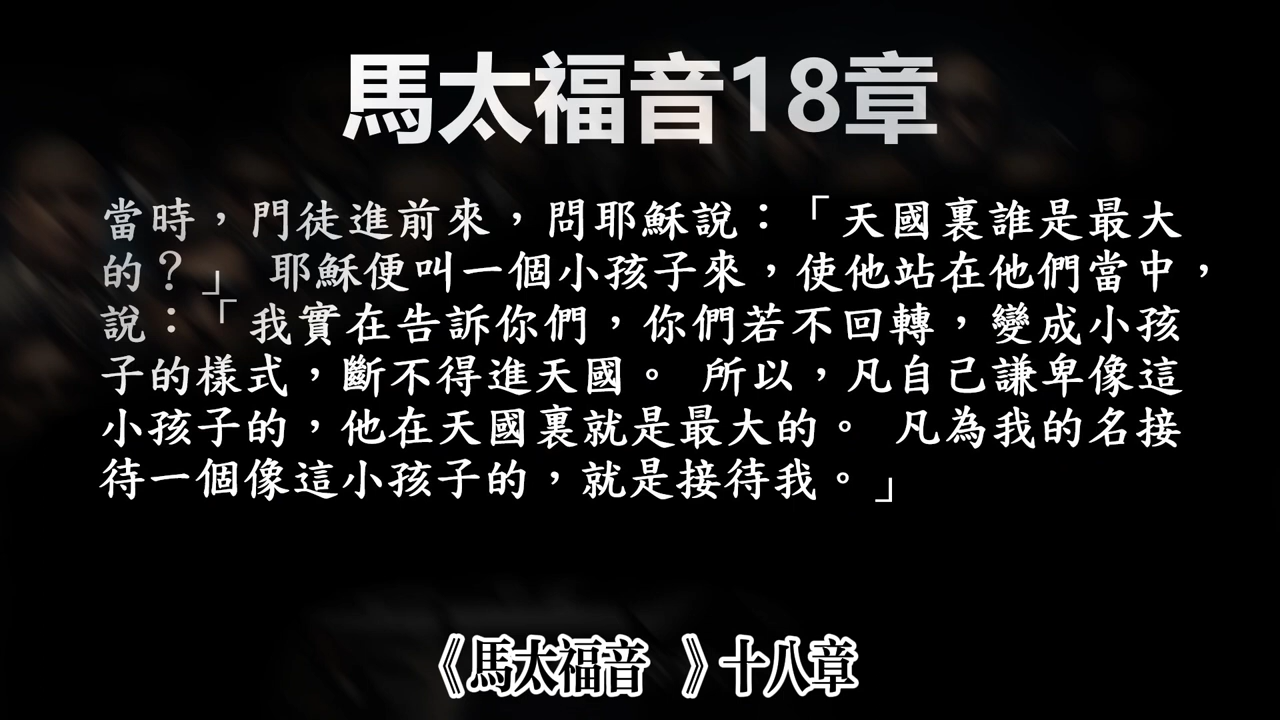 馬太福音18章
當時，門徒進前來，問耶穌說：「天國裏誰是最大
的？」 耶穌便叫一個小孩子來，使他站在他們當中，
說：「我實在告訴你們，你們若不回轉，變成小孩
子的樣式，斷不得進天國。 所以，凡自己謙卑像這
小孩子的，他在天國裏就是最大的。 凡為我的名接
待一個像這小孩子的，就是接待我。」
《馬太福音 》十八章